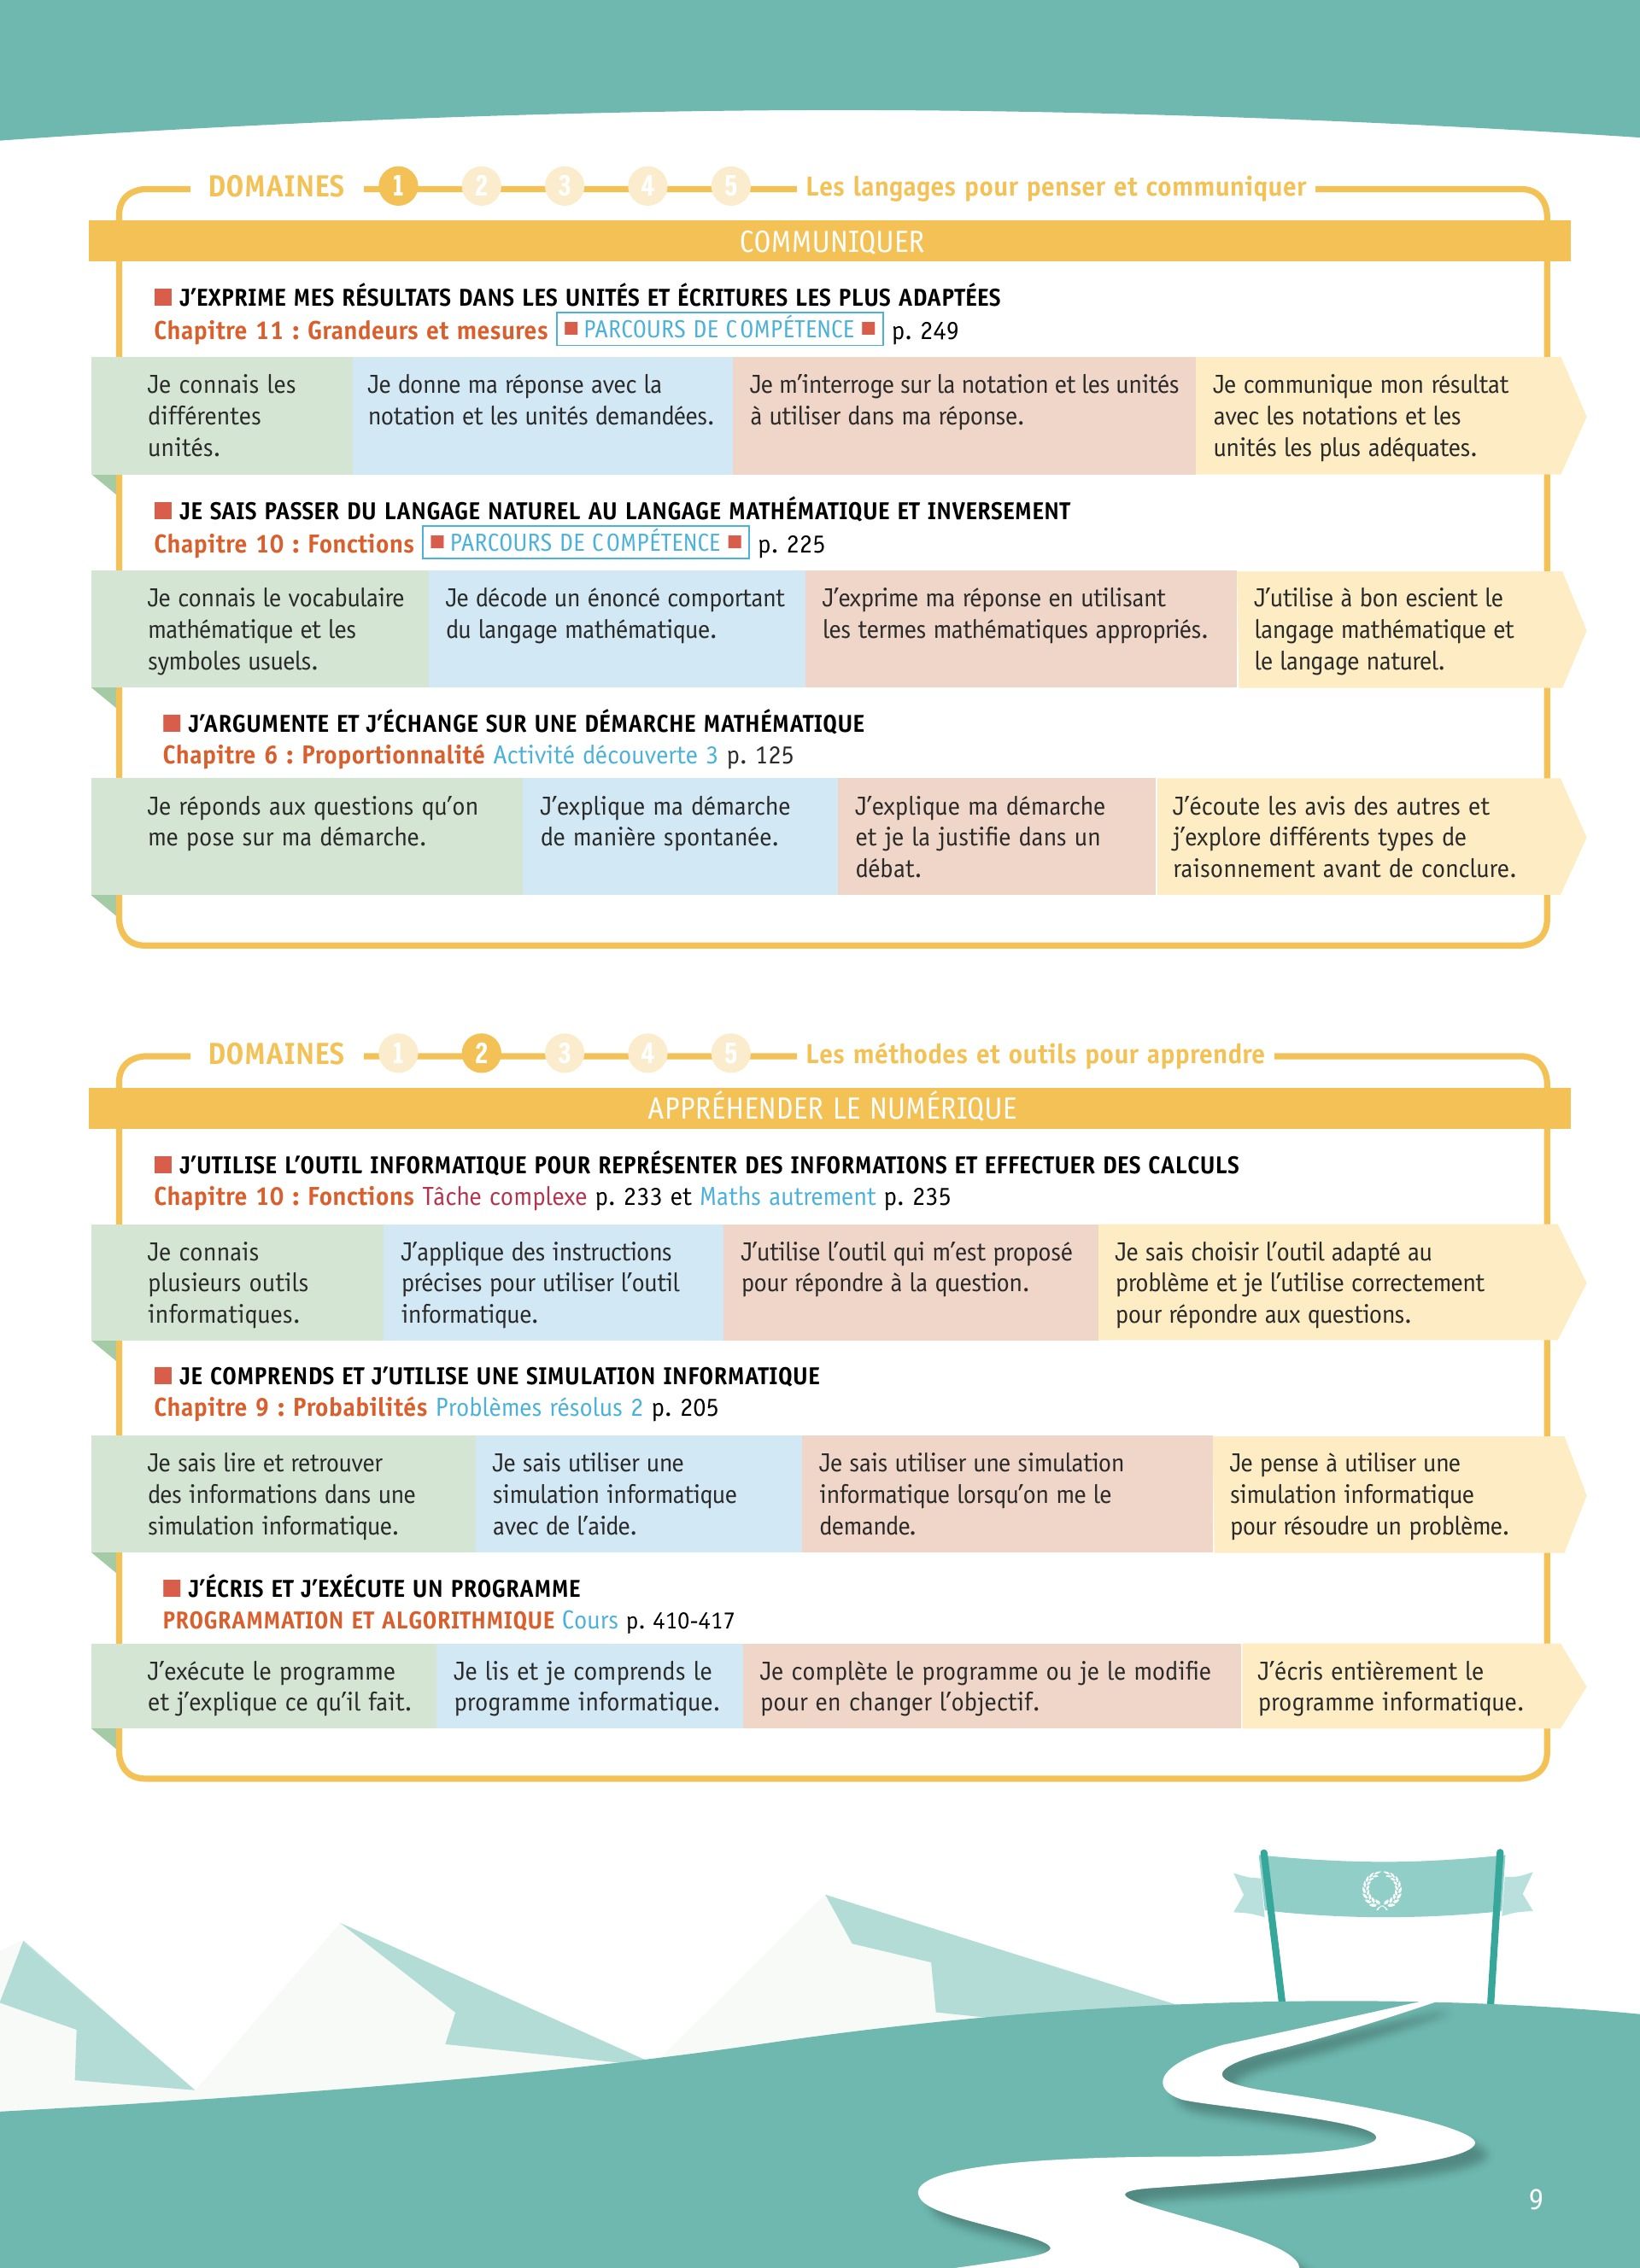 DOMAINES 1 2 3 4 5 Les langages pour penser et communiquer
COMMUNIQUER
■ J’EXPRIME MES RÉSULTATS DANS LES UNITÉS ET ÉCRITURES LES PLUS ADAPTÉES
Chapitre 11 : Grandeurs et mesures ■ PARCOURS DE COMPÉTENCE ■ p. 249
Je connais les
différentes
unités.
Je donne ma réponse avec la
notation et les unités demandées.
Je m’interroge sur la notation et les unités
à utiliser dans ma réponse.
Je communique mon résultat
avec les notations et les
unités les plus adéquates.
■ JE SAIS PASSER DU LANGAGE NATUREL AU LANGAGE MATHÉMATIQUE ET INVERSEMENT
Chapitre 10 : Fonctions ■ PARCOURS DE COMPÉTENCE ■ p. 225
Je connais le vocabulaire
mathématique et les
symboles usuels.
Je décode un énoncé comportant
du langage mathématique.
J’exprime ma réponse en utilisant
les termes mathématiques appropriés.
J’utilise à bon escient le
langage mathématique et
le langage naturel.
■ J’ARGUMENTE ET J’ÉCHANGE SUR UNE DÉMARCHE MATHÉMATIQUE
Chapitre 6 : Proportionnalité Activité découverte 3 p. 125
Je réponds aux questions qu’on
me pose sur ma démarche.
J’explique ma démarche
de manière spontanée.
J’explique ma démarche
et je la justifie dans un
débat.
J’écoute les avis des autres et
j’explore différents types de
raisonnement avant de conclure.
DOMAINES 1 2 3 4 5 Les méthodes et outils pour apprendre
APPRÉHENDER LE NUMÉRIQUE
■ J’UTILISE L’OUTIL INFORMATIQUE POUR REPRÉSENTER DES INFORMATIONS ET EFFECTUER DES CALCULS
Chapitre 10 : Fonctions Tâche complexe p. 233 et Maths autrement p. 235
Je connais
plusieurs outils
informatiques.
J’applique des instructions
précises pour utiliser l’outil
informatique.
J’utilise l’outil qui m’est proposé
pour répondre à la question.
Je sais choisir l’outil adapté au
problème et je l’utilise correctement
pour répondre aux questions.
■ JE COMPRENDS ET J’UTILISE UNE SIMULATION INFORMATIQUE
Chapitre 9 : Probabilités Problèmes résolus 2 p. 205
Je sais lire et retrouver
des informations dans une
simulation informatique.
Je sais utiliser une
simulation informatique
avec de l’aide.
Je sais utiliser une simulation
informatique lorsqu’on me le
demande.
Je pense à utiliser une
simulation informatique
pour résoudre un problème.
■ J’ÉCRIS ET J’EXÉCUTE UN PROGRAMME
PROGRAMMATION ET ALGORITHMIQUE Cours p. 410-417
J’exécute le programme
et j’explique ce qu’il fait.
Je lis et je comprends le
programme informatique.
Je complète le programme ou je le modifie
pour en changer l’objectif.
J’écris entièrement le
programme informatique.
9